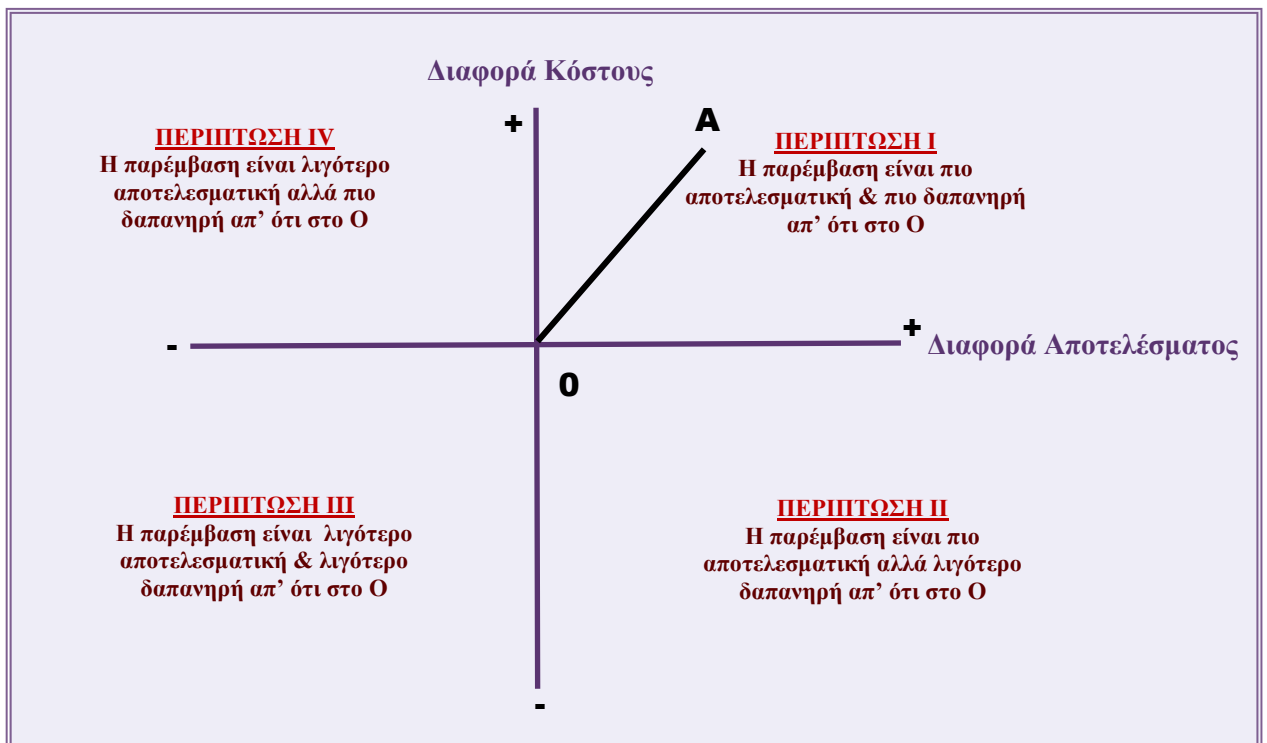 Διαφορά Κόστους
+
Α
ΠΕΡΙΠΤΩΣΗ IV
Η παρέμβαση είναι λιγότερο
αποτελεσματική αλλά πιο
δαπανηρή απ’ ότι στο Ο
ΠΕΡΙΠΤΩΣΗ I
Η παρέμβαση είναι πιο
αποτελεσματική & πιο δαπανηρή
απ’ ότι στο Ο
-
+
Διαφορά Αποτελέσματος
0
ΠΕΡΙΠΤΩΣΗ III
Η παρέμβαση είναι λιγότερο
αποτελεσματική & λιγότερο
δαπανηρή απ’ ότι στο Ο
ΠΕΡΙΠΤΩΣΗ II
Η παρέμβαση είναι πιο
αποτελεσματική αλλά λιγότερο
δαπανηρή απ’ ότι στο Ο
-